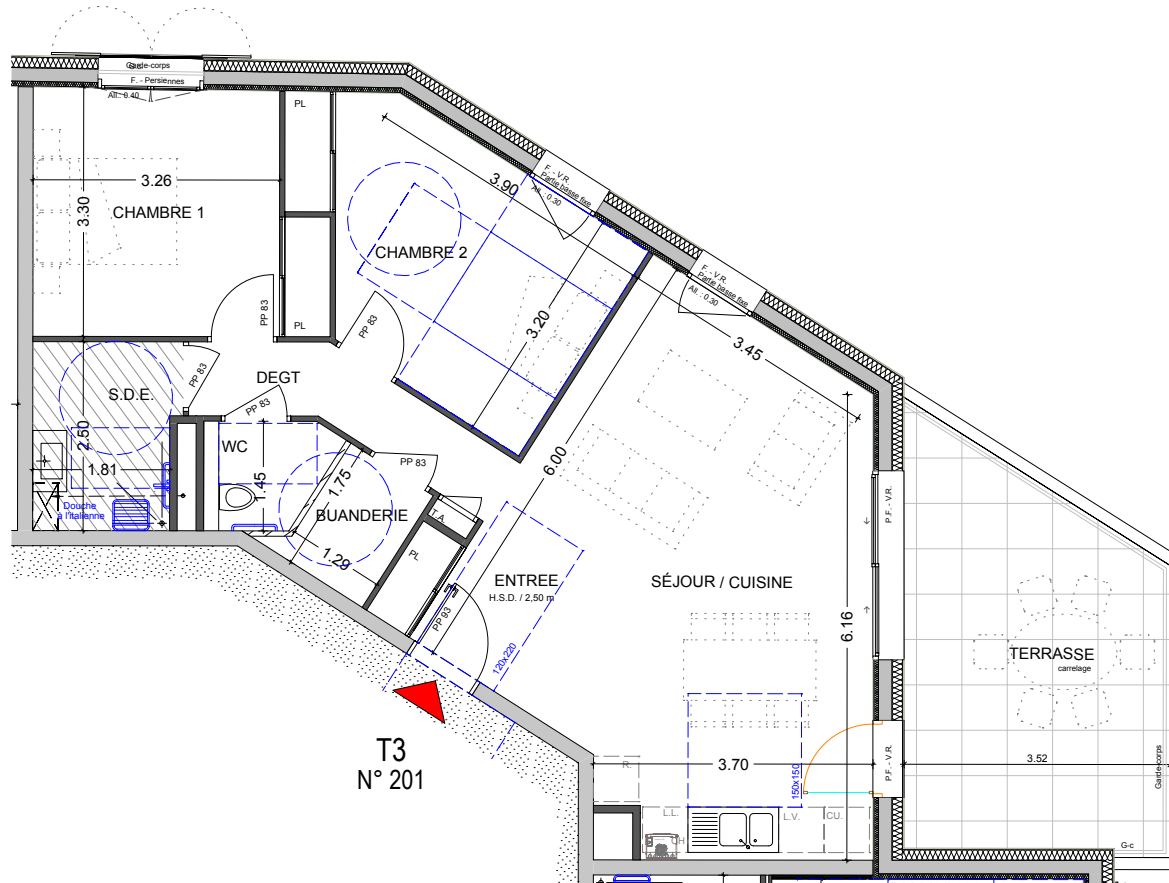 Garde-corps
F. - Persiennes
All.: 0.40
PL
3.26
CHAMBRE 1
3.30
PP 83
PL
3.90
F. - V.R.
Partie basse fixe
All. : 0.30
CHAMBRE 2
3.20
PP 83
F. - V.R.
Partie basse fixe
All. : 0.30
3.45
S.D.E.
PP 83
DEGT
PP 83
2.50
1.81
Douche
à l'italienne
WC
1.45
1.75
BUANDERIE
1.29
PP 83
T.A.
PL
6.00
ENTREE
H.S.D. / 2,50 m
PP 93
120x220
SÉJOUR / CUISINE
6.16
P.F. - V.R.
TERRASSE
carrelage
T3
N° 201
R.
3.70
150x150
P.F. - V.R.
3.52
Garde-corps
L.L.
CH
L.V.
CU.
G-c